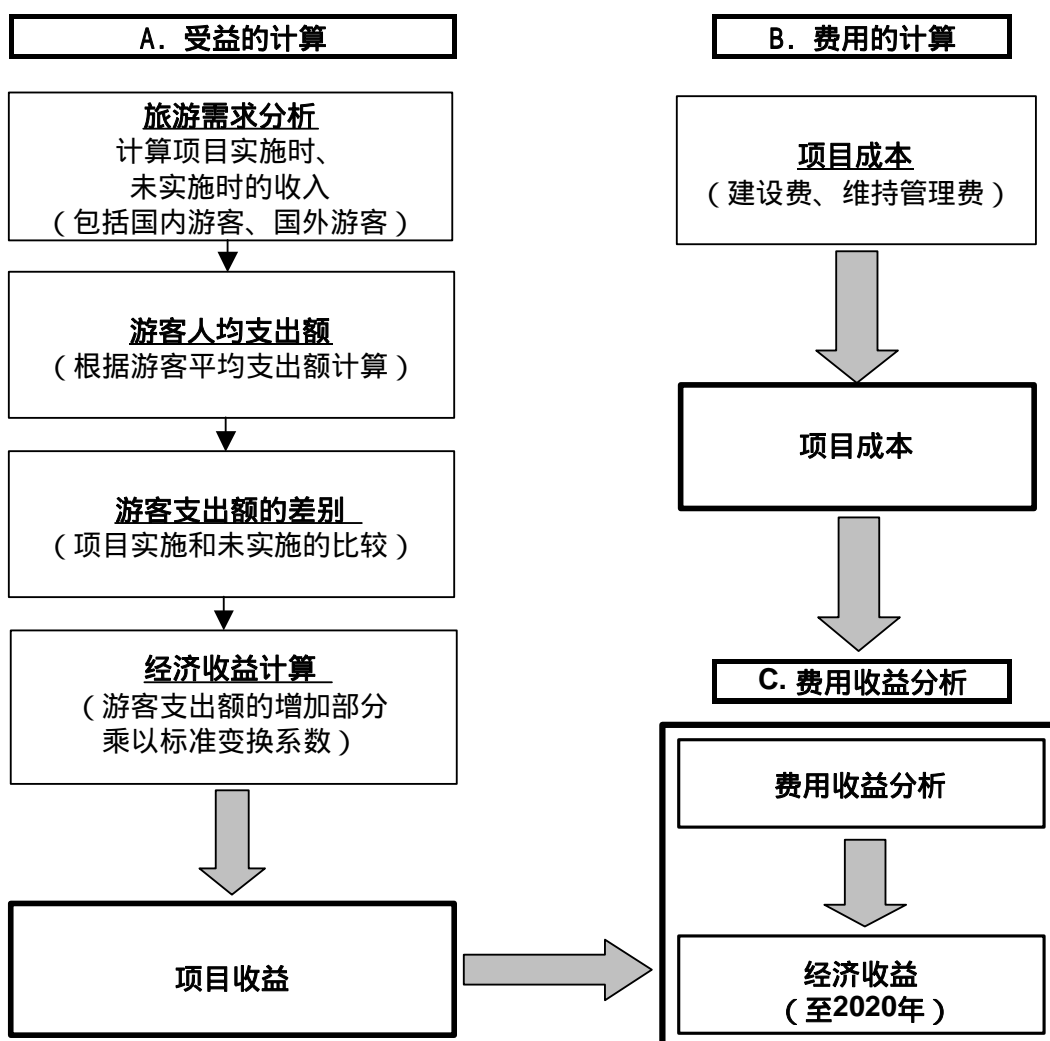 A. 受益的计算
旅游需求分析
计算项目实施时、
未实施时的收入
（包括国内游客、国外游客）
游客人均支出额
（根据游客平均支出额计算）
游客支出额的差别
（项目实施和未实施的比较）
经济收益计算
（游客支出额的增加部分
乘以标准变换系数）
项目收益
B. 费用的计算
项目成本
（建设费、维持管理费）
项目成本
C. 费用收益分析
费用收益分析
经济收益
（至2020年）